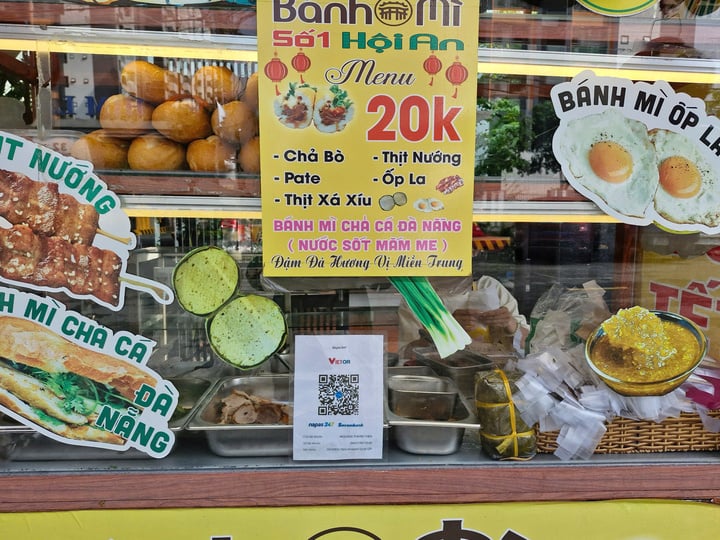 Bánh Mì
Số1 Hội An
Menu
20k
- Chả Bò
- Pate
- Thịt Xá Xíu
- Thịt Nướng
- Ốp La
BÁNH MÌ CHẢ CÁ ĐÀ NẴNG
( NƯỚC SỐT MẮM ME )
Đậm Đà Hương Vị Miền Trung
BÁNH MÌ ỐP LA
NƯỚNG
MÌ CHẢ CÁ
ĐÀ
NẴNG
VIETQR
napas 247
Sacombank
TẾ